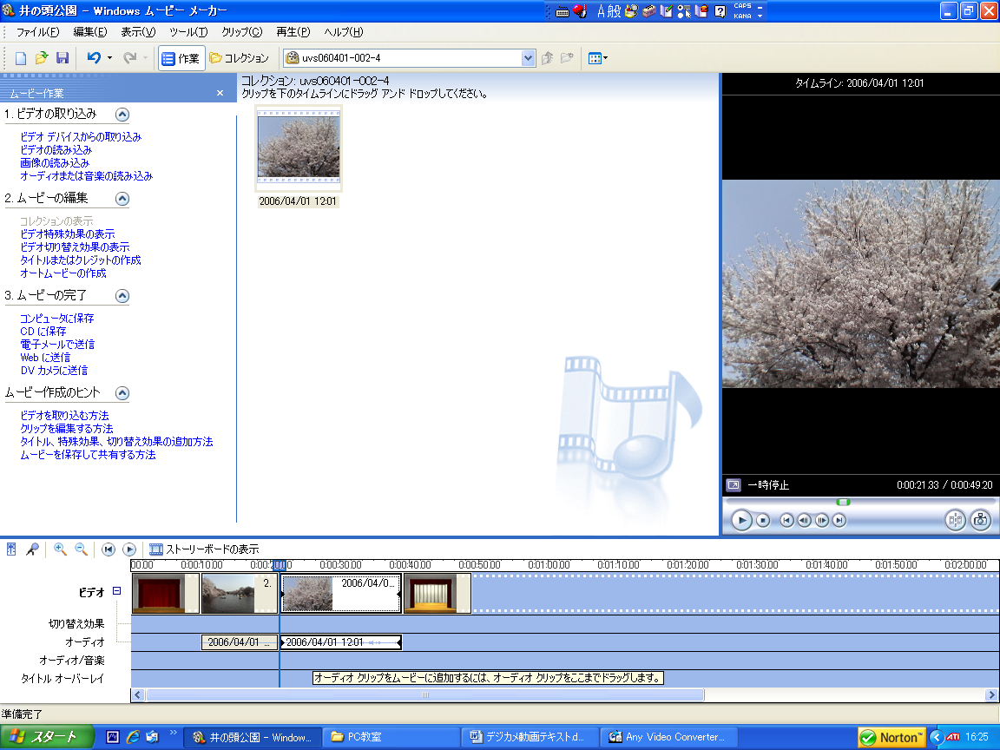 井の頭公園 - Windows ムービー メーカー
A般
CAPS
KANA
ファイル(F) 編集(E) 表示(V) ツール(T) クリップ(C) 再生(P) ヘルプ(H)
作業 コレクション uvs060401-002-4
ムービー作業
1. ビデオの取り込み
ビデオ デバイスからの取り込み
ビデオの読み込み
画像の読み込み
オーディオまたは音楽の読み込み
2. ムービーの編集
コレクションの表示
ビデオ特殊効果の表示
ビデオ切り替え効果の表示
タイトルまたはクレジットの作成
オートムービーの作成
3. ムービーの完了
コンピュータに保存
CD に保存
電子メールで送信
Web に送信
DV カメラに送信
ムービー作成のヒント
ビデオを取り込む方法
クリップを編集する方法
タイトル、特殊効果、切り替え効果の追加方法
ムービーを保存して共有する方法
コレクション: uvs060401-002-4
クリップを下のタイムラインにドラッグ アンド ドロップしてください。
2006/04/01 12:01
タイムライン: 2006/04/01 12:01
一時停止 0:00:21.33 / 0:00:49.20
ストーリーボードの表示
00.00 0:00:10.00 0:00:2 0:00:30.00 0:00:40.00 0:00:50.00 0:01:00.00 0:01:10.00 0:01:20.00 0:01:30.00 0:01:40.00 0:01:50.00 0:02:00.00
ビデオ 2. 2006/04/0...
切り替え効果
オーディオ 2006/04/01 ... 2006/04/01 12:01
オーディオ/音楽
タイトル オーバーレイ
オーディオ クリップをムービーに追加するには、オーディオ クリップをここまでドラッグします。
準備完了
スタート 井の頭公園 - Window... PC教室 デジカメ動画テキスト.d... Any Video Converter... Norton™ ATI 16:25